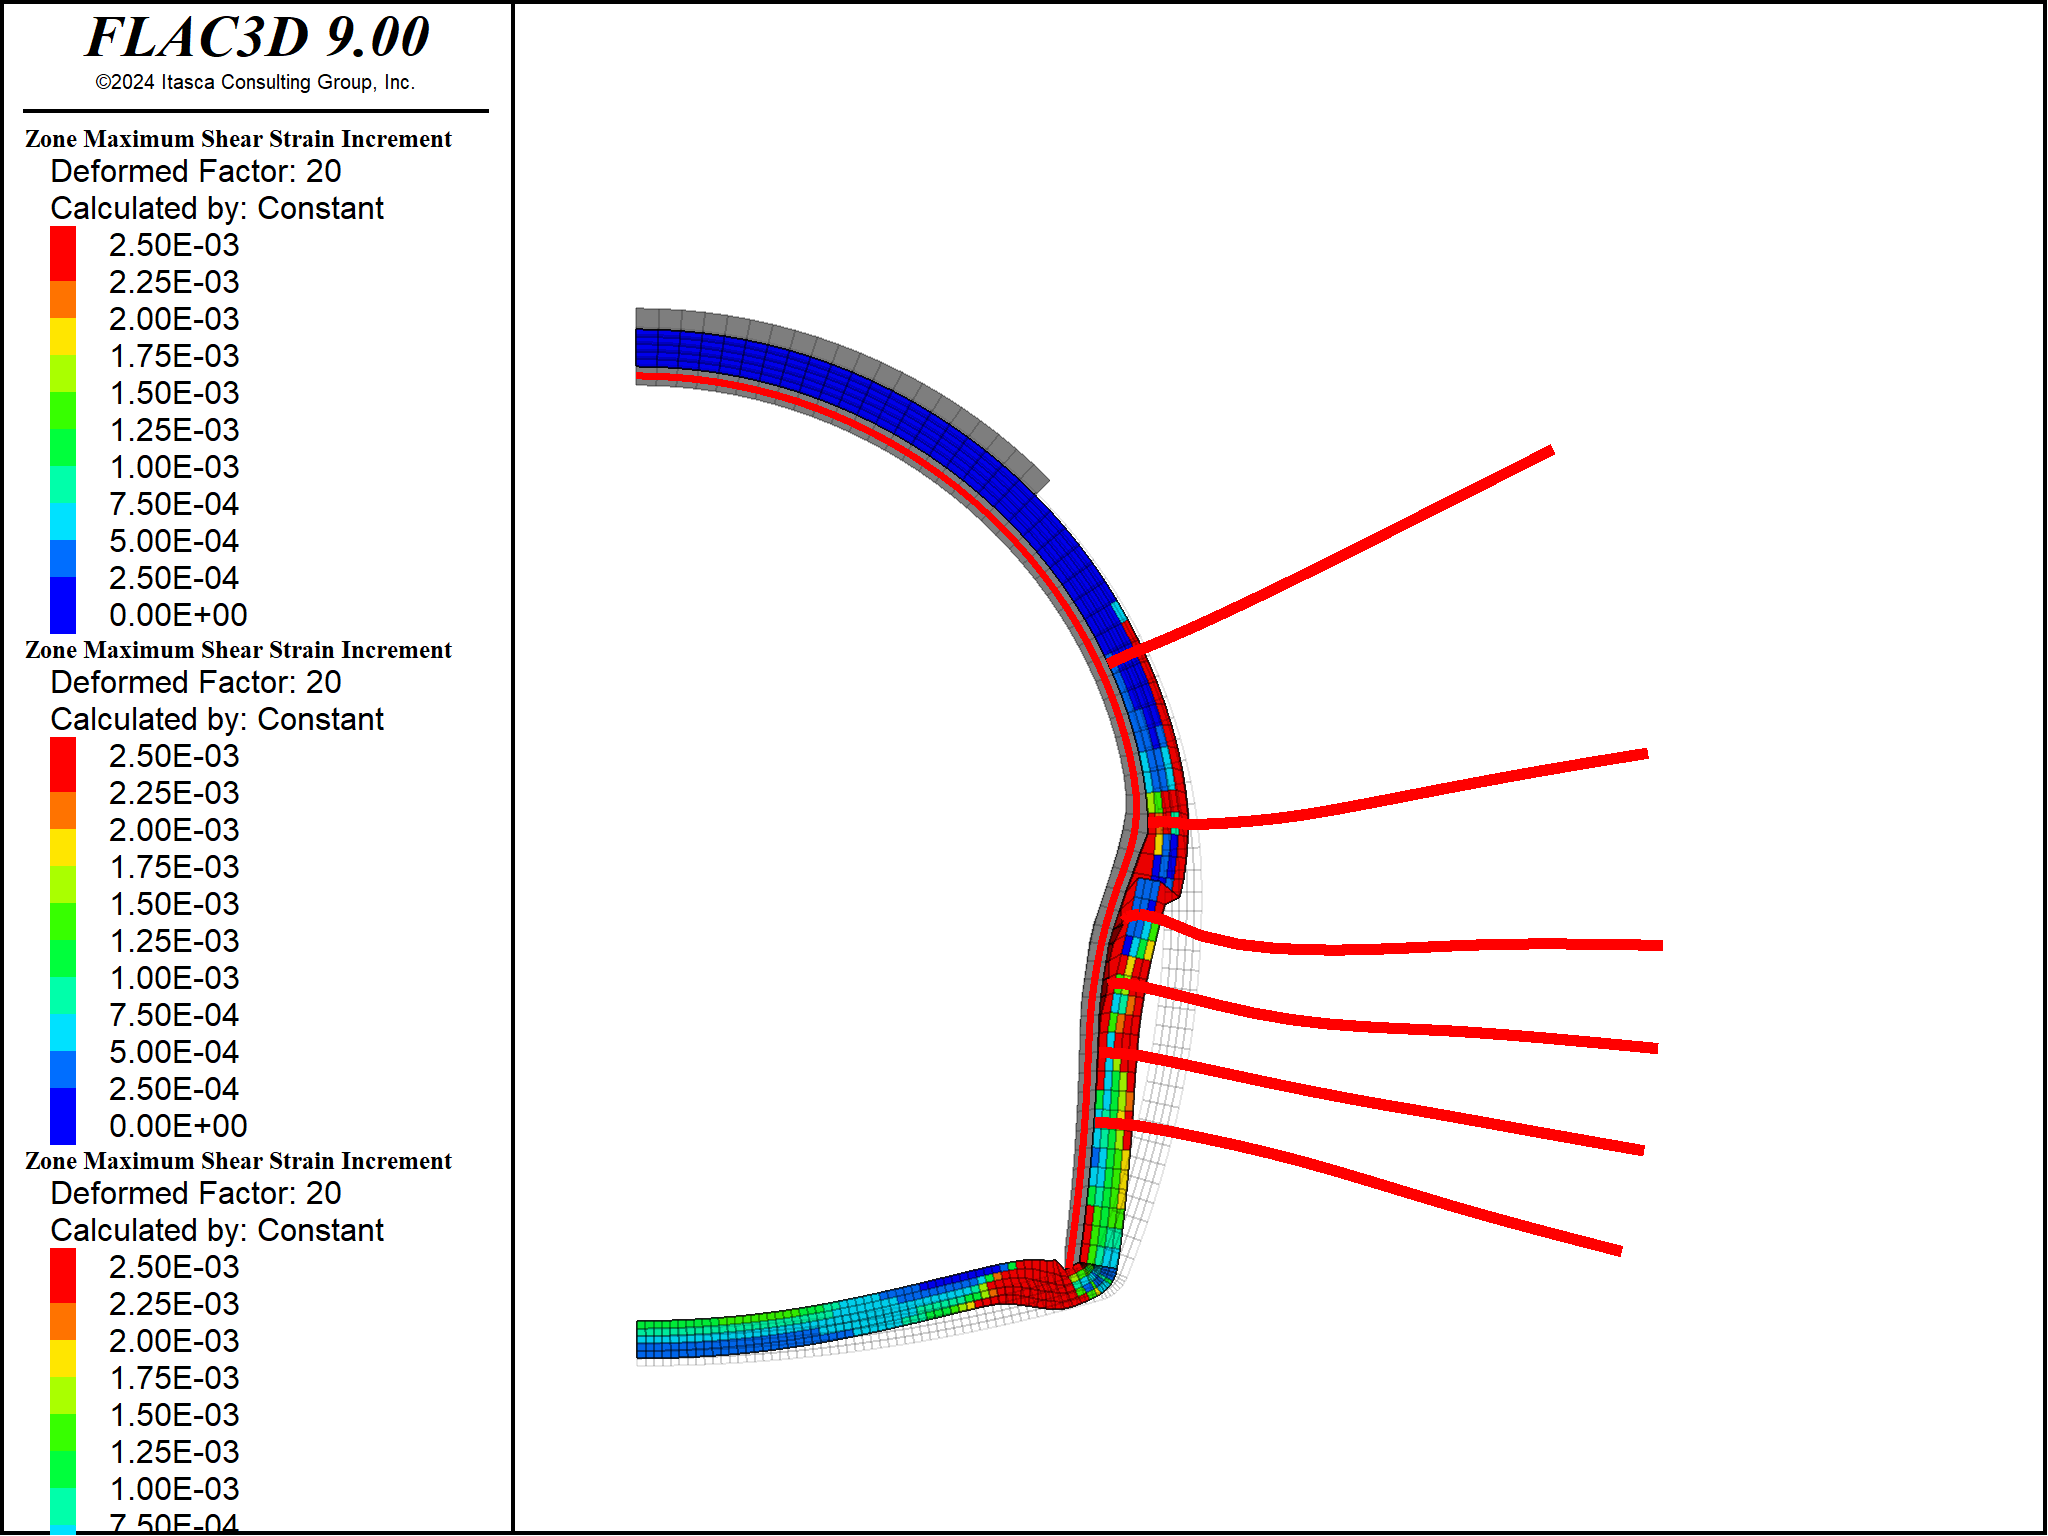 FLAC3D 9.00
©2024 Itasca Consulting Group, Inc.
Zone Maximum Shear Strain Increment
Deformed Factor: 20
Calculated by: Constant
2.50E-03
2.25E-03
2.00E-03
1.75E-03
1.50E-03
1.25E-03
1.00E-03
7.50E-04
5.00E-04
2.50E-04
0.00E+00
Zone Maximum Shear Strain Increment
Deformed Factor: 20
Calculated by: Constant
2.50E-03
2.25E-03
2.00E-03
1.75E-03
1.50E-03
1.25E-03
1.00E-03
7.50E-04
5.00E-04
2.50E-04
0.00E+00
Zone Maximum Shear Strain Increment
Deformed Factor: 20
Calculated by: Constant
2.50E-03
2.25E-03
2.00E-03
1.75E-03
1.50E-03
1.25E-03
1.00E-03
7.50E-04